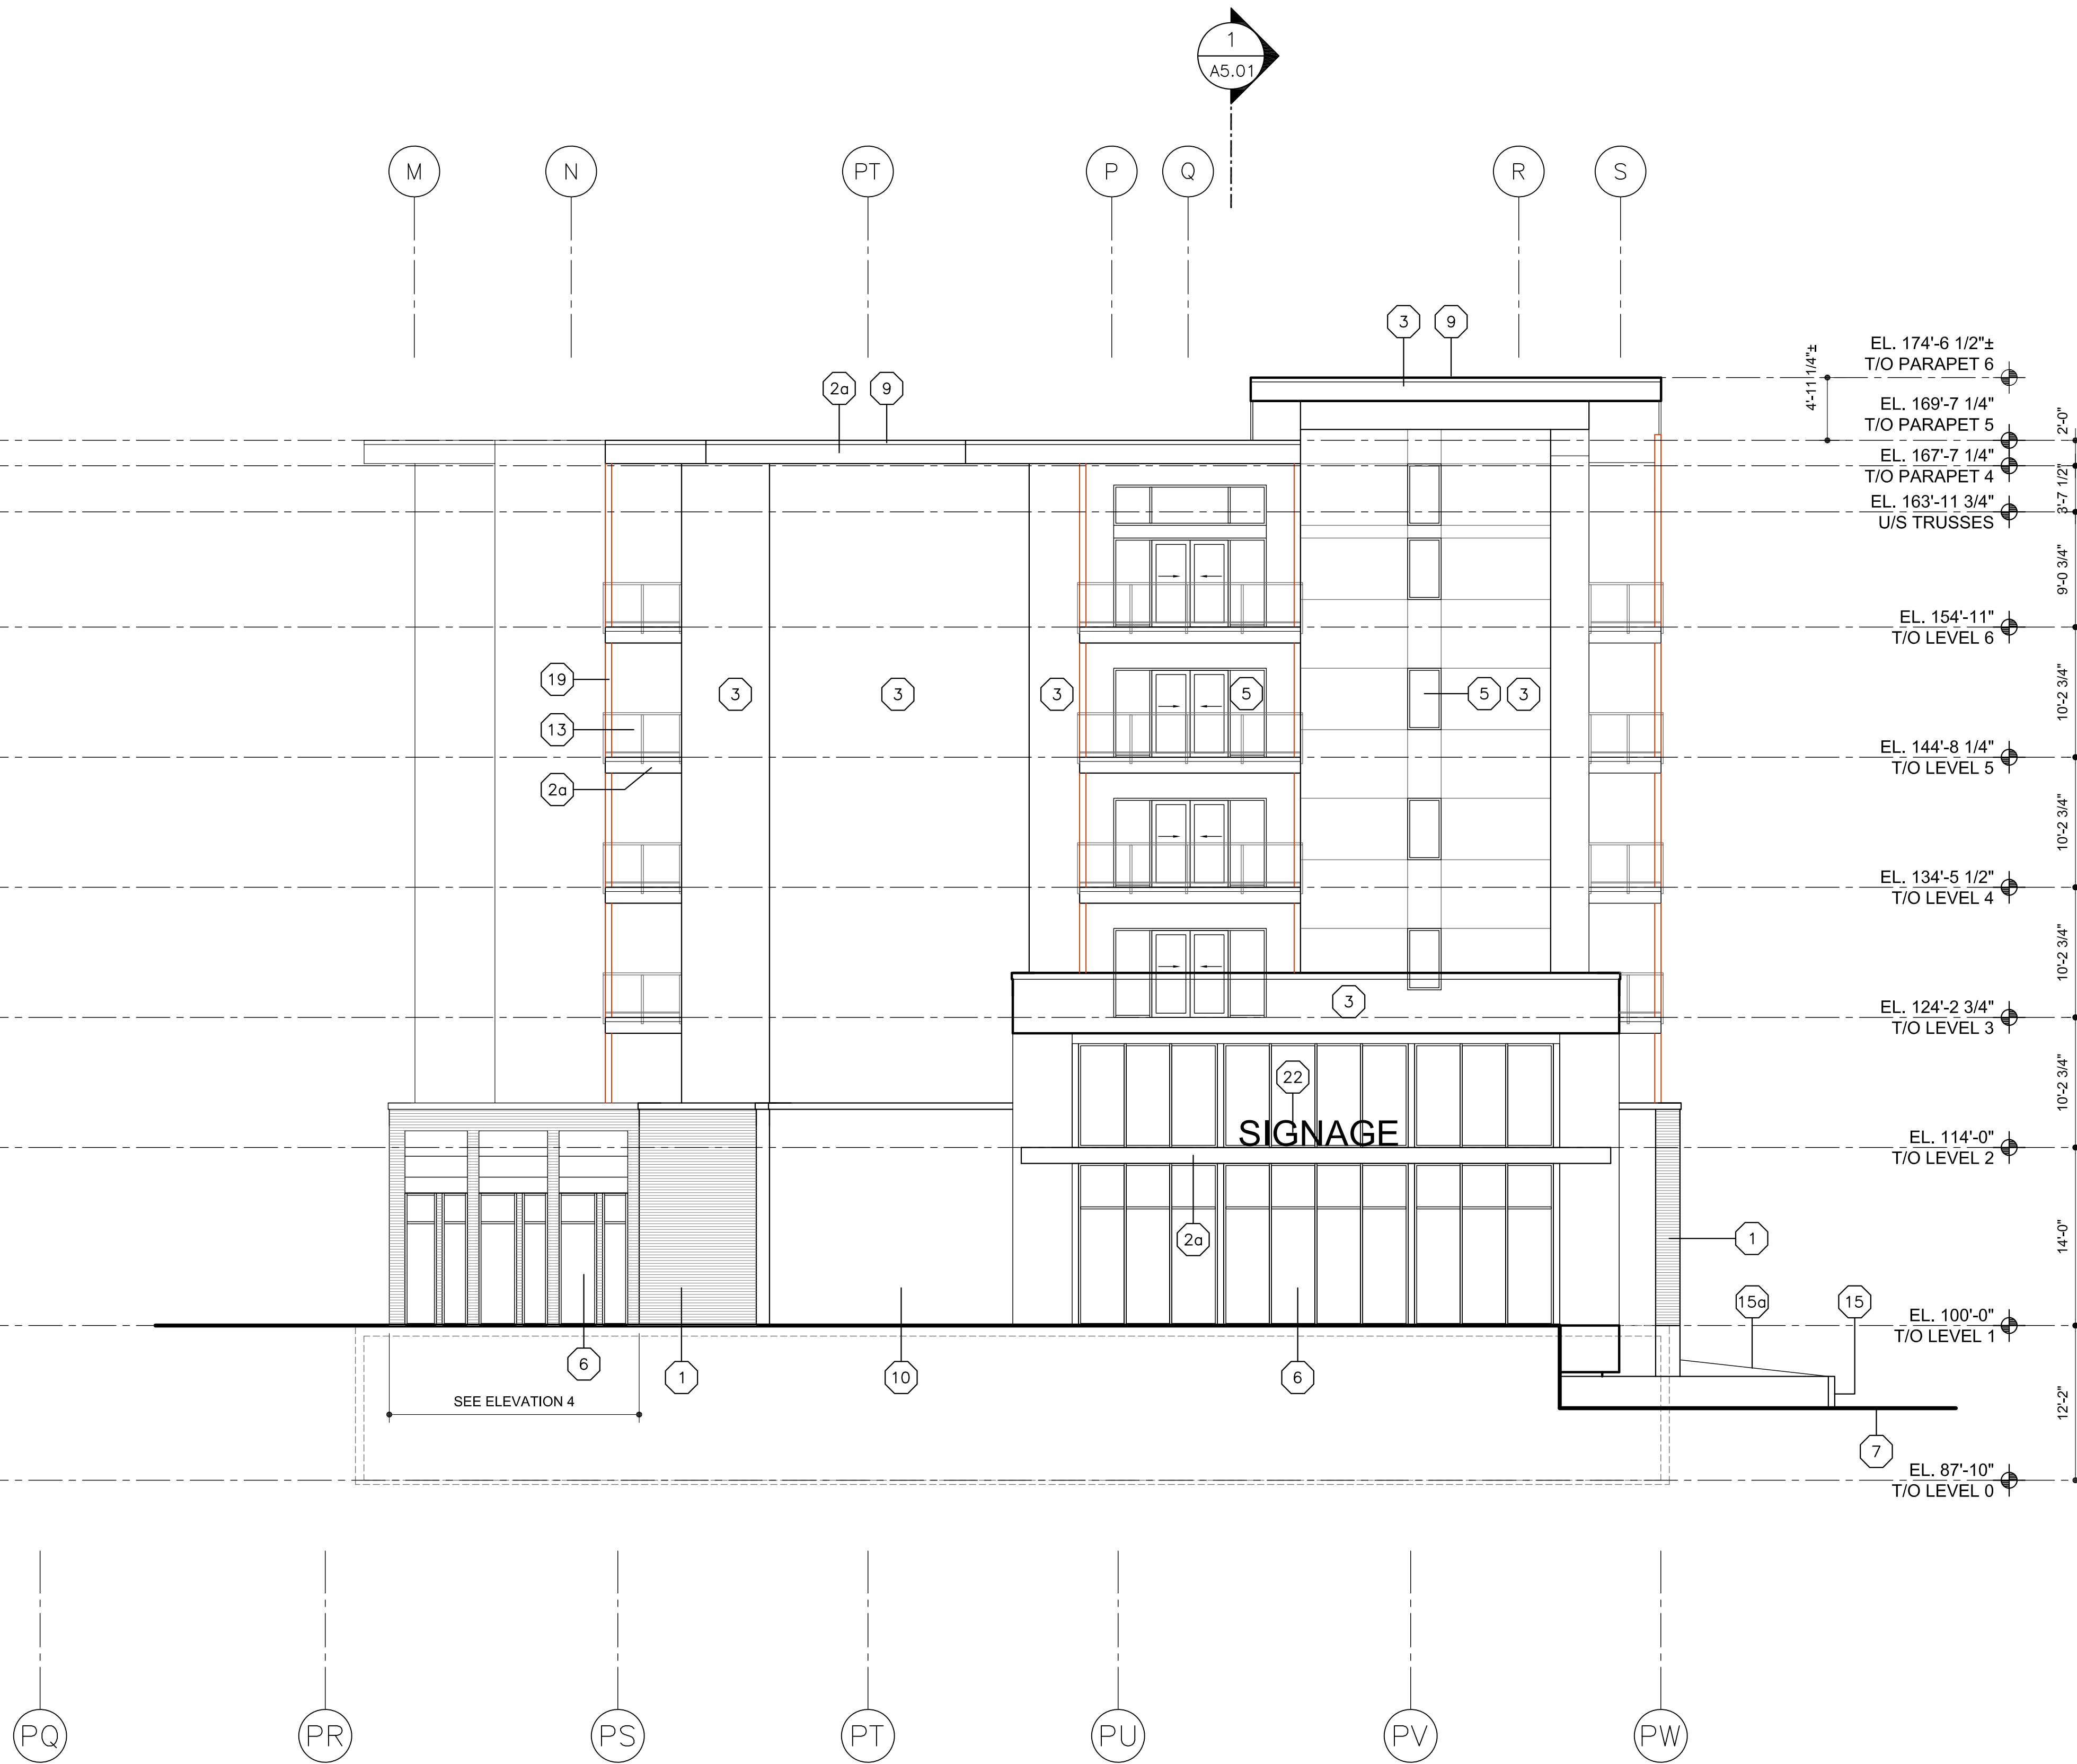 1
A5.01
M
N
PT
P
Q
R
S
3
9
EL. 174'-6 1/2"±
T/O PARAPET 6
4'-11 1/4"±
2a
9
EL. 169'-7 1/4"
T/O PARAPET 5
2'-0"
EL. 167'-7 1/4"
T/O PARAPET 4
3'-7 1/2"
EL. 163'-11 3/4"
U/S TRUSSES
9'-0 3/4"
EL. 154'-11"
T/O LEVEL 6
19
3
3
3
5
5
3
10'-2 3/4"
13
EL. 144'-8 1/4"
T/O LEVEL 5
2a
10'-2 3/4"
EL. 134'-5 1/2"
T/O LEVEL 4
10'-2 3/4"
3
EL. 124'-2 3/4"
T/O LEVEL 3
22
10'-2 3/4"
SIGNAGE
EL. 114'-0"
T/O LEVEL 2
2a
1
14'-0"
15a
15
EL. 100'-0"
T/O LEVEL 1
6
1
10
6
SEE ELEVATION 4
12'-2"
7
EL. 87'-10"
T/O LEVEL 0
PQ
PR
PS
PT
PU
PV
PW